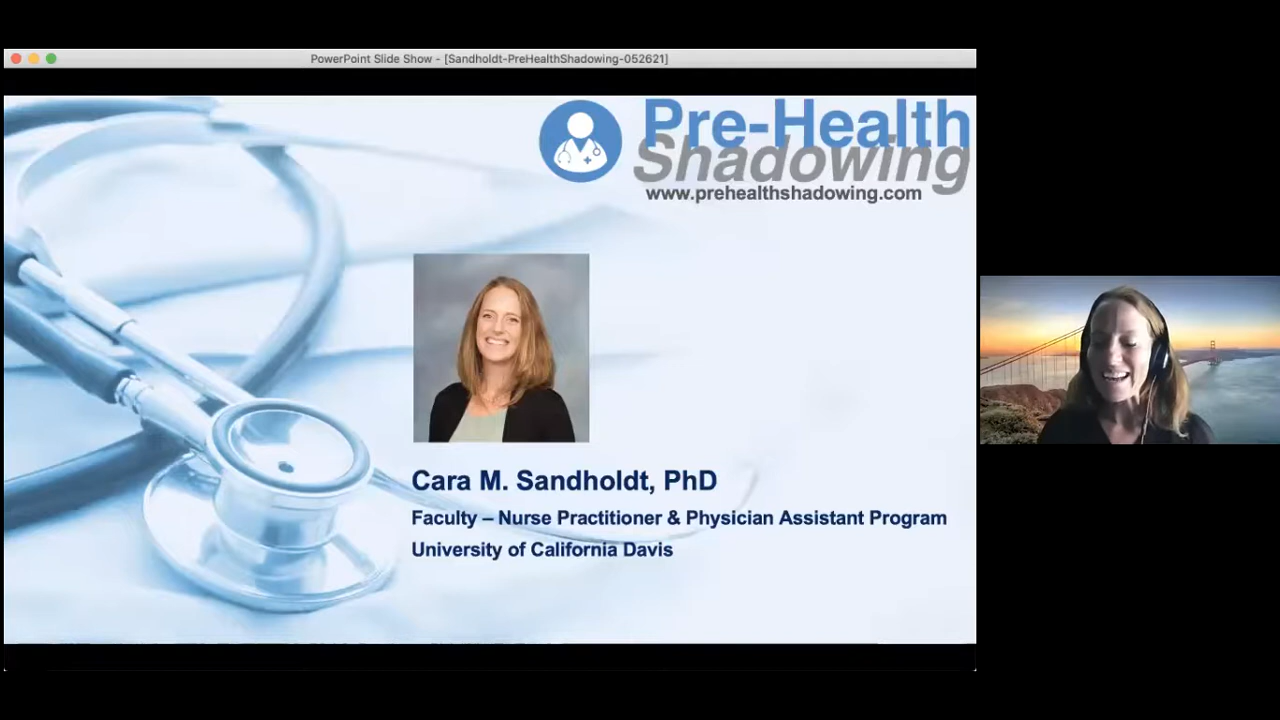 PowerPoint Slide Show - [Sandholdt-PreHealthShadowing-052621]
Pre-Health
Shadowing
www.prehealthshadowing.com
Cara M. Sandholdt, PhD
Faculty – Nurse Practitioner & Physician Assistant Program
University of California Davis